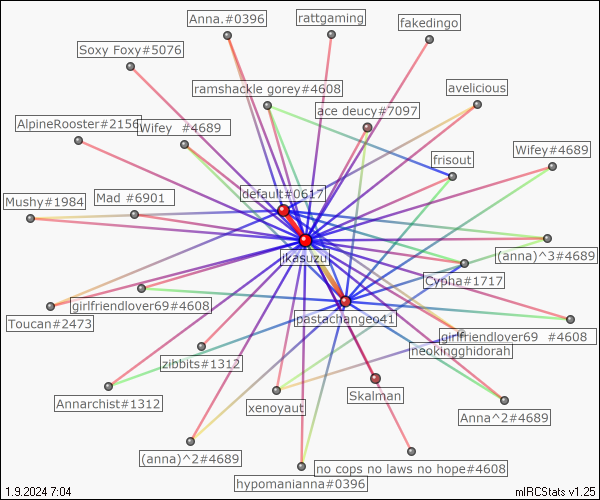 Anna.#0396
rattgaming
fakedingo
Soxy Foxy#5076
ramshackle gorey#4608
avelicious
ace deucy#7097
AlpineRooster#2156
Wifey #4689
Wifey#4689
frisout
default#0617
Mushy#1984
Mad #6901
ikasuzu
(anna)^3#4689
Cypha#1717
girlfriendlover69#4608
Toucan#2473
pastachangeo41
girlfriendlover69 #4608
neokingghidorah
zibbits#1312
Skalman
Annarchist#1312
xenoyaut
Anna^2#4689
(anna)^2#4689
no cops no laws no hope#4608
hypomanianna#0396
1.9.2024 7:04
mIRCStats v1.25